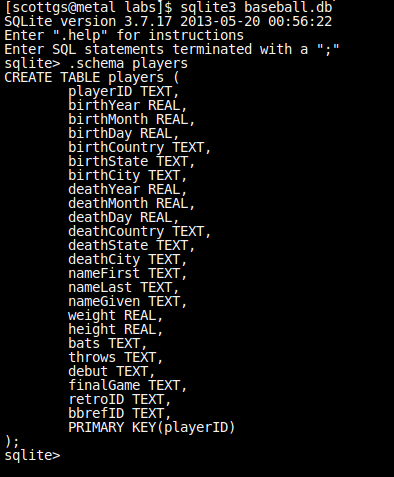 [scottgs@metal labs]$ sqlite3 baseball.db
SQLite version 3.7.17 2013-05-20 00:56:22
Enter ".help" for instructions
Enter SQL statements terminated with a ";"
sqlite> .schema players
CREATE TABLE players (
        playerID TEXT,
        birthYear REAL,
        birthMonth REAL,
        birthDay REAL,
        birthCountry TEXT,
        birthState TEXT,
        birthCity TEXT,
        deathYear REAL,
        deathMonth REAL,
        deathDay REAL,
        deathCountry TEXT,
        deathState TEXT,
        deathCity TEXT,
        nameFirst TEXT,
        nameLast TEXT,
        nameGiven TEXT,
        weight REAL,
        height REAL,
        bats TEXT,
        throws TEXT,
        debut TEXT,
        finalGame TEXT,
        retroID TEXT,
        bbrefID TEXT,
        PRIMARY KEY(playerID)
);
sqlite>